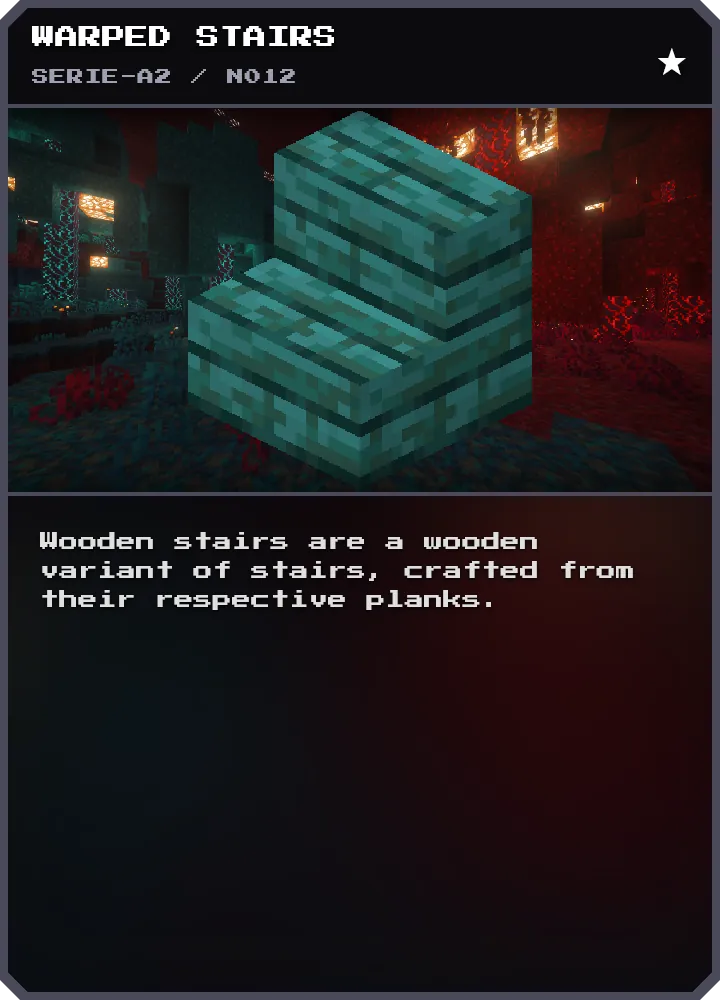 WARPED STAIRS
SERIE-A2 / NO12
Wooden stairs are a wooden
variant of stairs, crafted from
their respective planks.